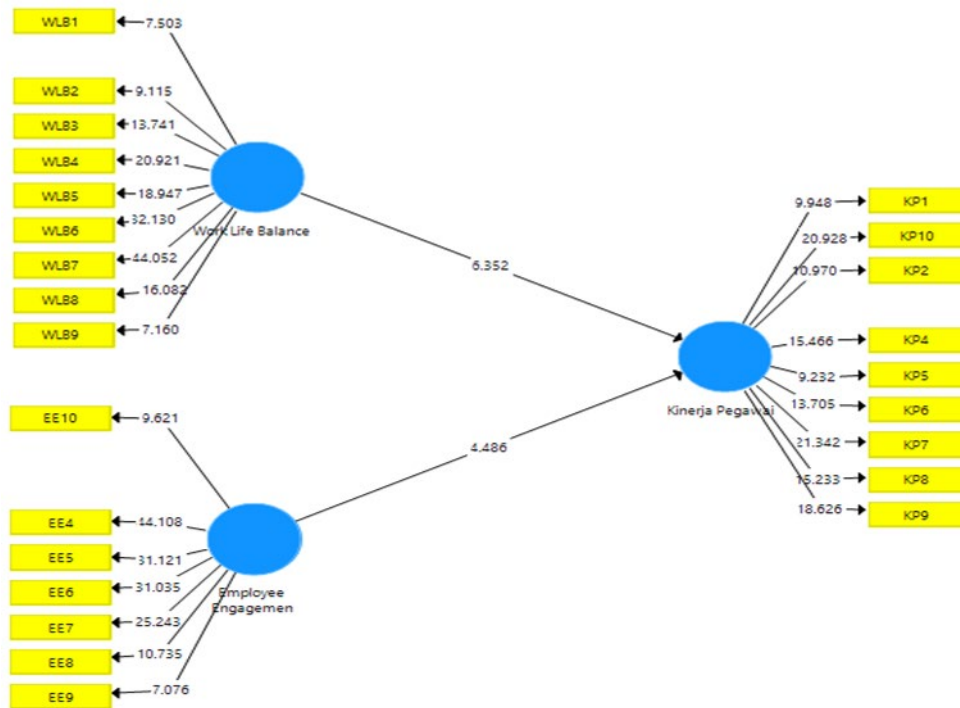 WLB1
7.503
WLB2
9.115
WLB3
13.741
WLB4
20.921
WLB5
18.947
WLB6
32.130
WLB7
44.052
WLB8
16.082
WLB9
7.160
Work Life Balance
6.352
EE10
9.621
EE4
44.108
EE5
31.121
EE6
31.035
EE7
25.243
EE8
10.735
EE9
7.076
Employee
Engagemen
4.486
Kinerja Pegawai
9.948
KP1
20.928
KP10
10.970
KP2
15.466
KP4
9.232
KP5
13.705
KP6
21.342
KP7
15.233
KP8
18.626
KP9